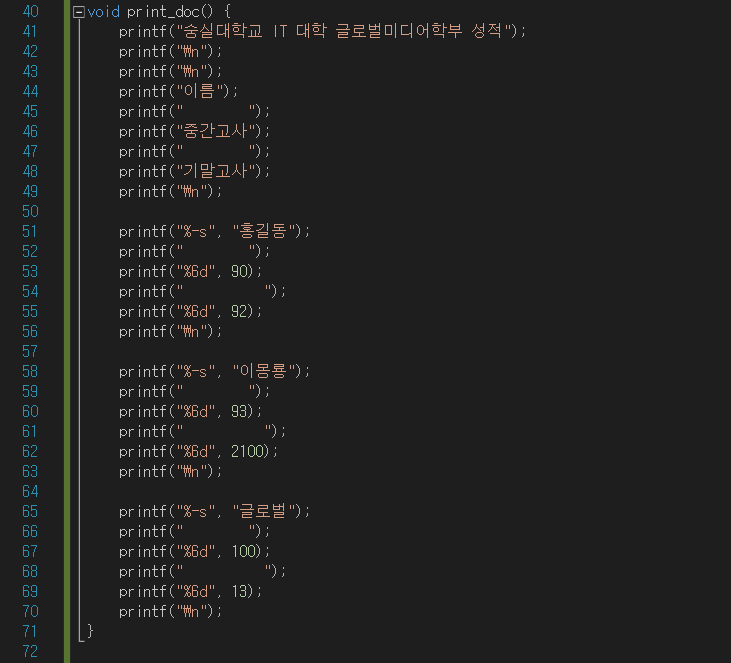 40 void print_doc() {
41 printf("숭실대학교 IT 대학 글로벌미디어학부 성적");
42 printf("₩n");
43 printf("₩n");
44 printf("이름");
45 printf("        ");
46 printf("중간고사");
47 printf("        ");
48 printf("기말고사");
49 printf("₩n");
50
51 printf("%-s", "홍길동");
52 printf("        ");
53 printf("%6d", 90);
54 printf("          ");
55 printf("%6d", 92);
56 printf("₩n");
57
58 printf("%-s", "이몽룡");
59 printf("        ");
60 printf("%6d", 93);
61 printf("          ");
62 printf("%6d", 2100);
63 printf("₩n");
64
65 printf("%-s", "글로벌");
66 printf("        ");
67 printf("%6d", 100);
68 printf("          ");
69 printf("%6d", 13);
70 printf("₩n");
71 }
72